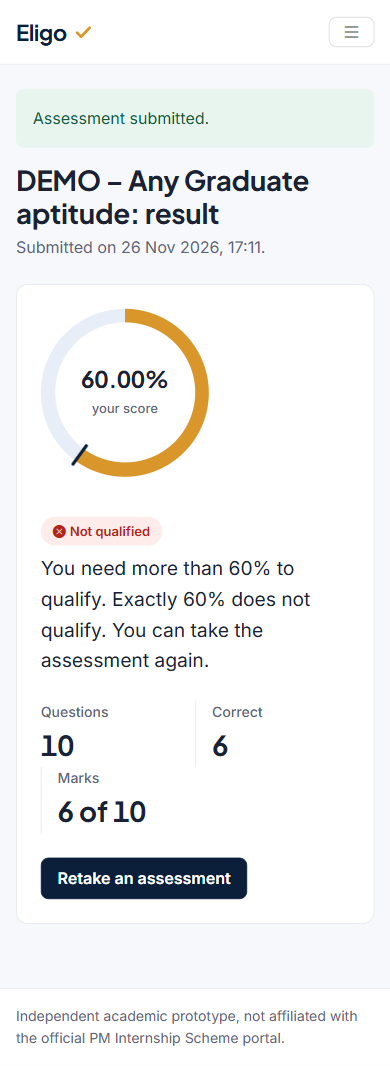 Eligo
Assessment submitted.
DEMO – Any Graduate
aptitude: result
Submitted on 26 Nov 2026, 17:11.
60.00%
your score
Not qualified
You need more than 60% to
qualify. Exactly 60% does not
qualify. You can take the
assessment again.
Questions
10
Correct
6
Marks
6 of 10
Retake an assessment
Independent academic prototype, not affiliated with
the official PM Internship Scheme portal.